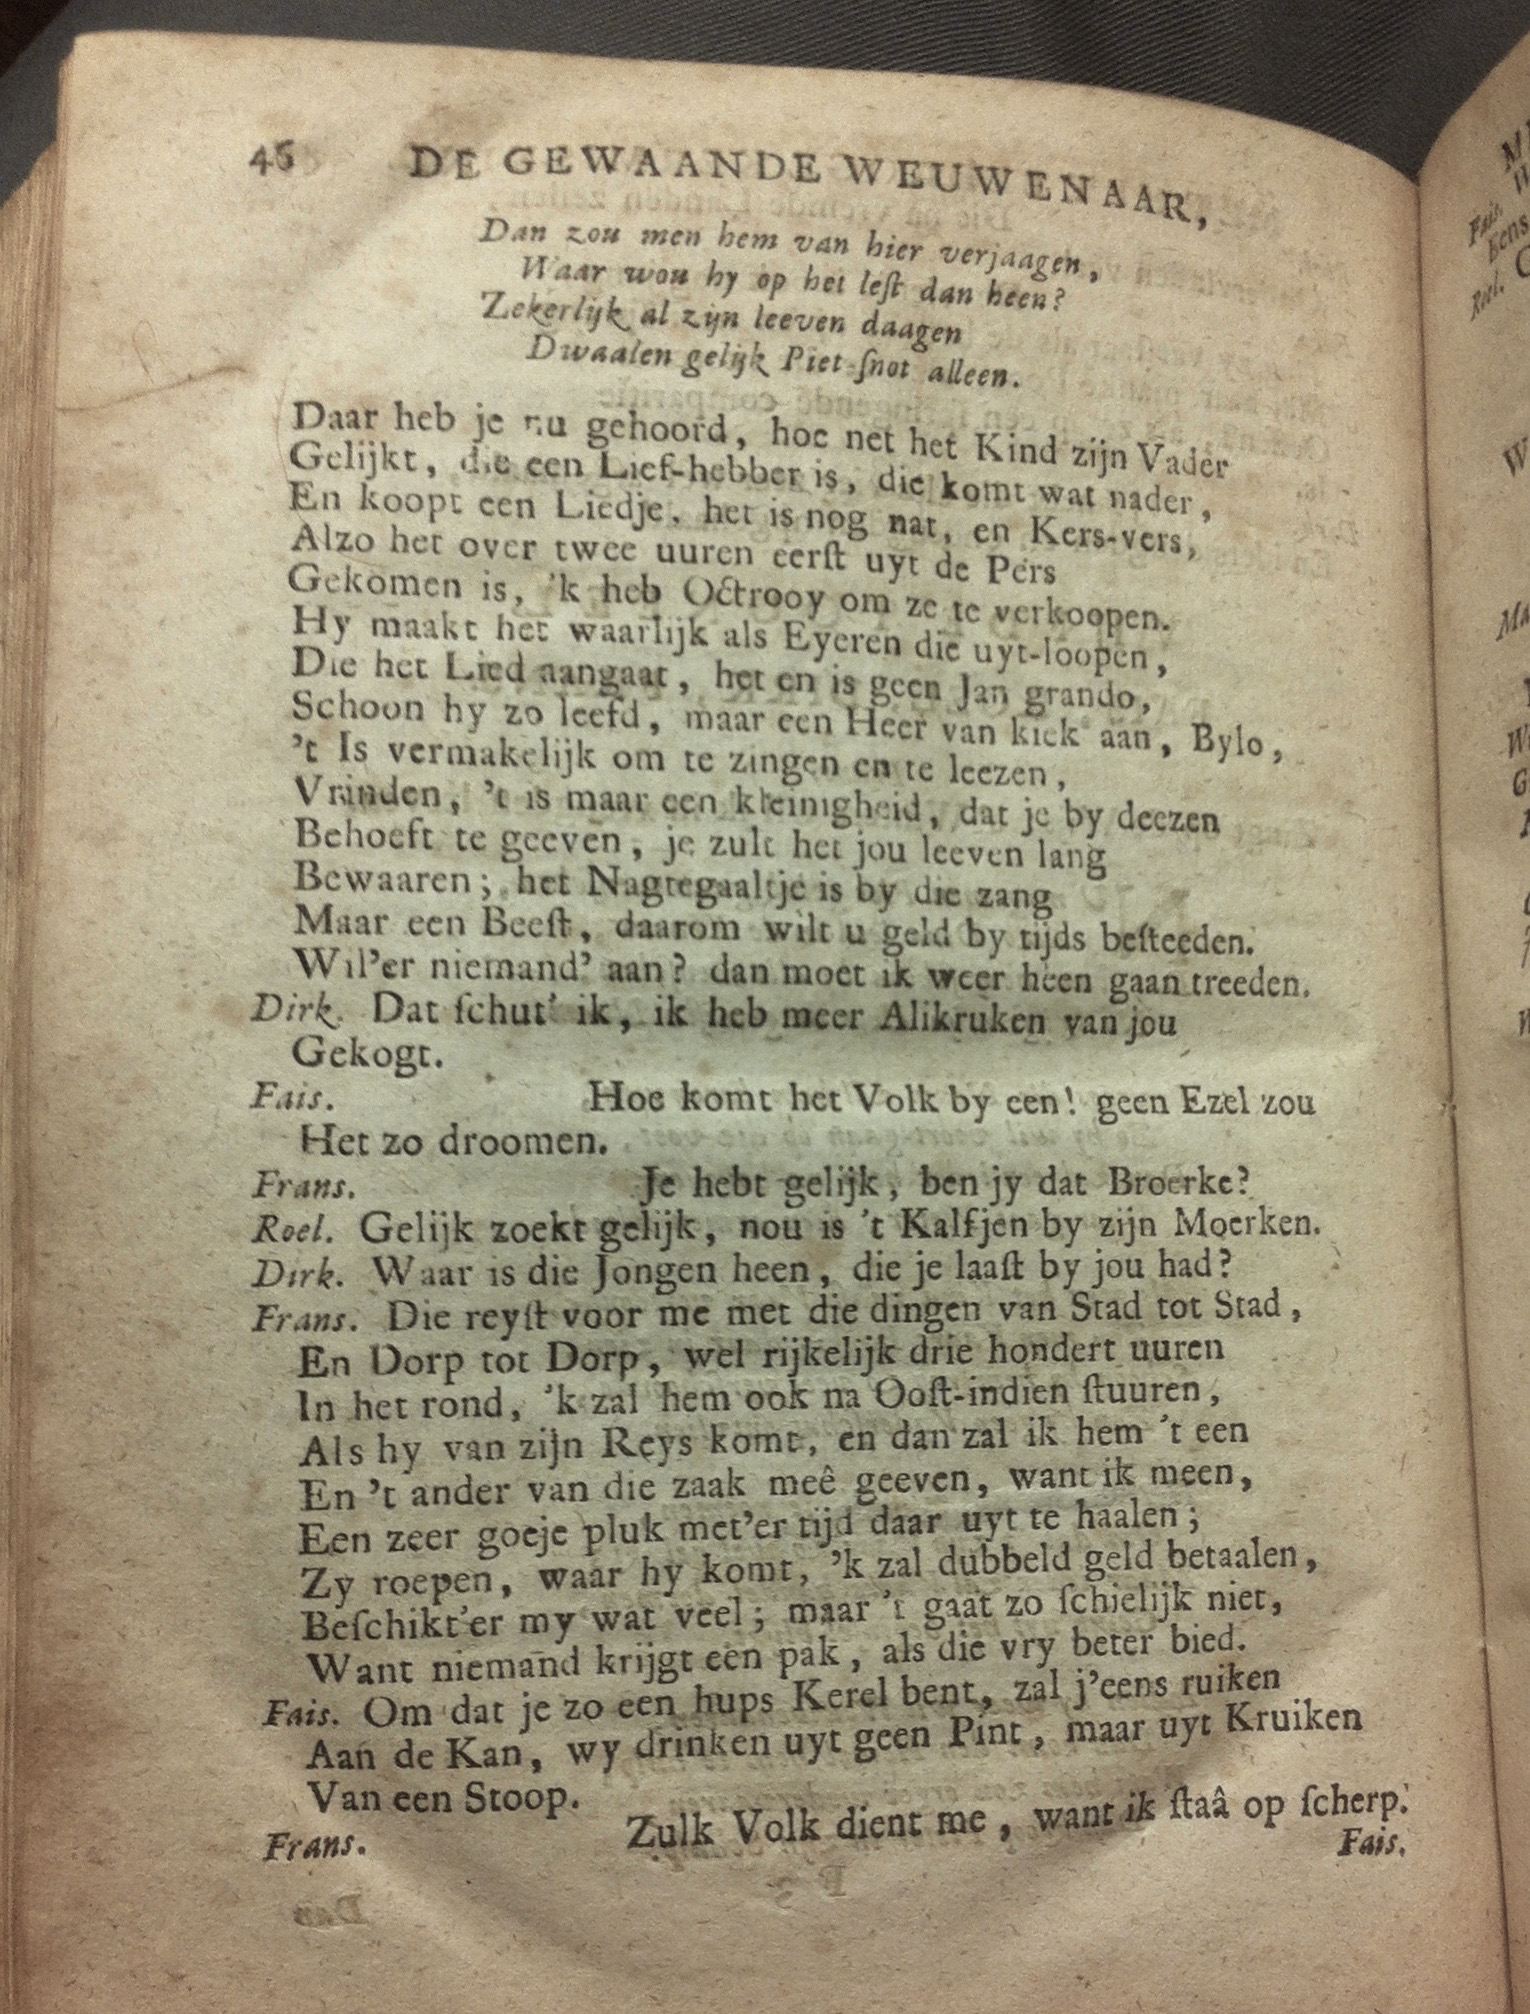 46 DE GEWAANDE WEUWENAAR,
Dan zou men hem van hier verjaagen,
Waar wou hy op het leſt dan heen?
Zekerlijk al zijn leeven daagen
Dwaalen gelijk Piet-ſnot alleen.
Daar heb je nu gehoord, hoe net het Kind zijn Vader
Gelijkt, die een Lief-hebber is, die komt wat nader,
En koopt een Liedje, het is nog nat, en Kers-vers,
Alzo het over twee uuren eerſt uyt de Pers
Gekomen is, 'k heb Octrooy om ze te verkoopen.
Hy maakt het waarlijk als Eyeren die uyt-loopen,
Die het Lied aangaat, het en is geen Jan grando,
Schoon hy zo leefd, maar een Heer van kiek aan, Bylo,
't Is vermakelijk om te zingen en te leezen,
Vrinden, 't is maar een kleinigheid, dat je by deezen
Behoeft te geeven, je zult het jou leeven lang
Bewaaren; het Nagtegaaltje is by die zang
Maar een Beeſt, daarom wilt u geld by tijds beſteeden.
Wil'er niemand' aan? dan moet ik weer heen gaan treeden.
Dirk. Dat ſchut' ik, ik heb meer Alikruken van jou
Gekogt.
Fais. Hoe komt het Volk by een! geen Ezel zou
Het zo droomen.
Frans. Je hebt gelijk, ben jy dat Broerke?
Roel. Gelijk zoekt gelijk, nou is 't Kalfjen by zijn Moerken.
Dirk. Waar is die Jongen heen, die je laaſt by jou had?
Frans. Die reyſt voor me met die dingen van Stad tot Stad,
En Dorp tot Dorp, wel rijkelijk drie hondert uuren
In het rond, 'k zal hem ook na Ooſt-indien ſtuuren,
Als hy van zijn Reys komt, en dan zal ik hem 't een
En 't ander van die zaak meê geeven, want ik meen,
Een zeer goeje pluk met'er tijd daar uyt te haalen;
Zy roepen, waar hy komt, 'k zal dubbeld geld betaalen,
Beſchikt'er my wat veel; maar 't gaat zo ſchielijk niet,
Want niemand krijgt een pak, als die vry beter bied.
Fais. Om dat je zo een hups Kerel bent, zal j'eens ruiken
Aan de Kan, wy drinken uyt geen Pint, maar uyt Kruiken
Van een Stoop.
Frans. Zulk Volk dient me, want ik ſtaâ op ſcherp.
Fais.